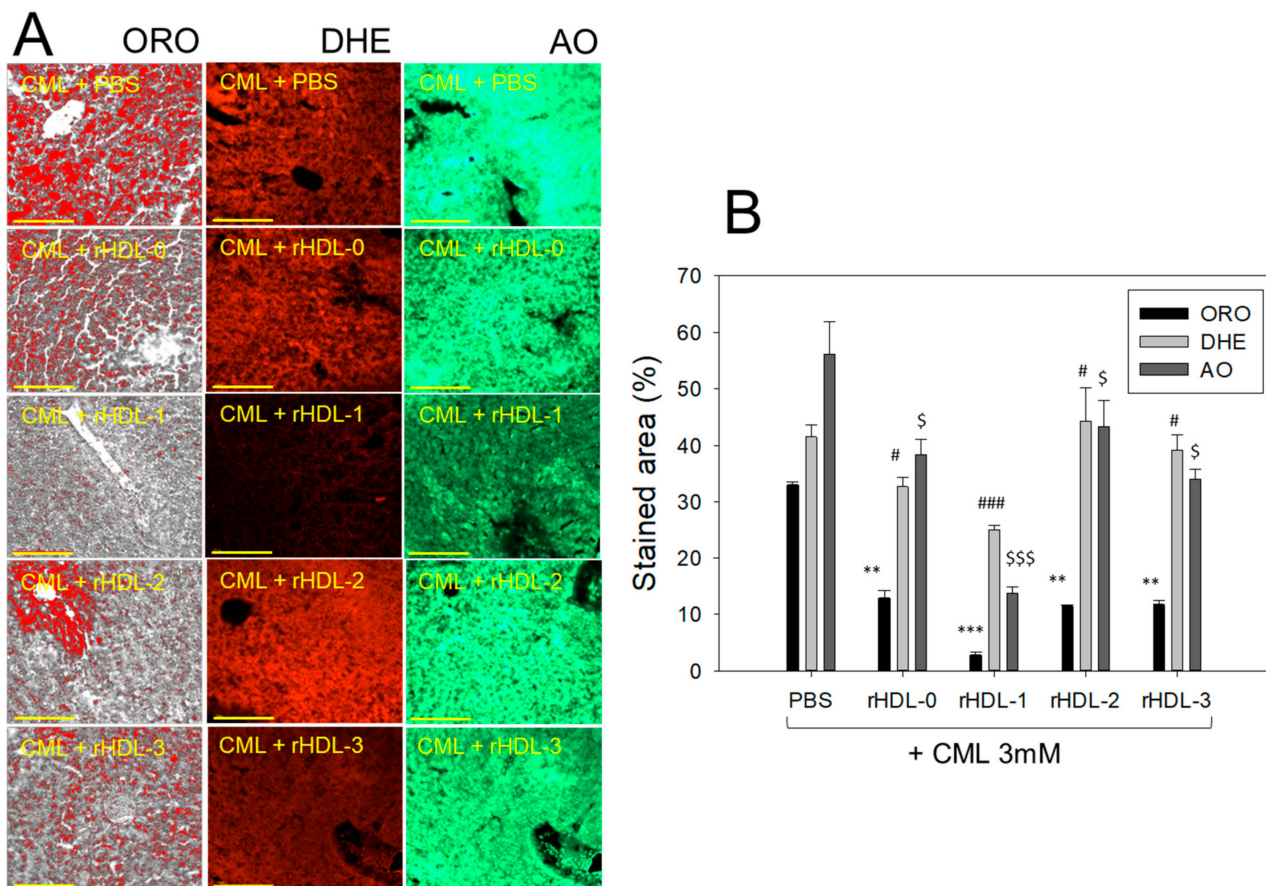 A
ORO DHE AO
CML + PBS CML + PBS CML + PBS
CML + rHDL-0 CML + rHDL-0 CML + rHDL-0
CML + rHDL-1 CML + rHDL-1 CML + rHDL-1
CML + rHDL-2 CML + rHDL-2 CML + rHDL-2
CML + rHDL-3 CML + rHDL-3 CML + rHDL-3
B
Stained area (%)
70
60
50
40
30
20
10
0
ORO
DHE
AO
** # $
*** ### $$$
** # $
** # $
PBS rHDL-0 rHDL-1 rHDL-2 rHDL-3
+ CML 3mM